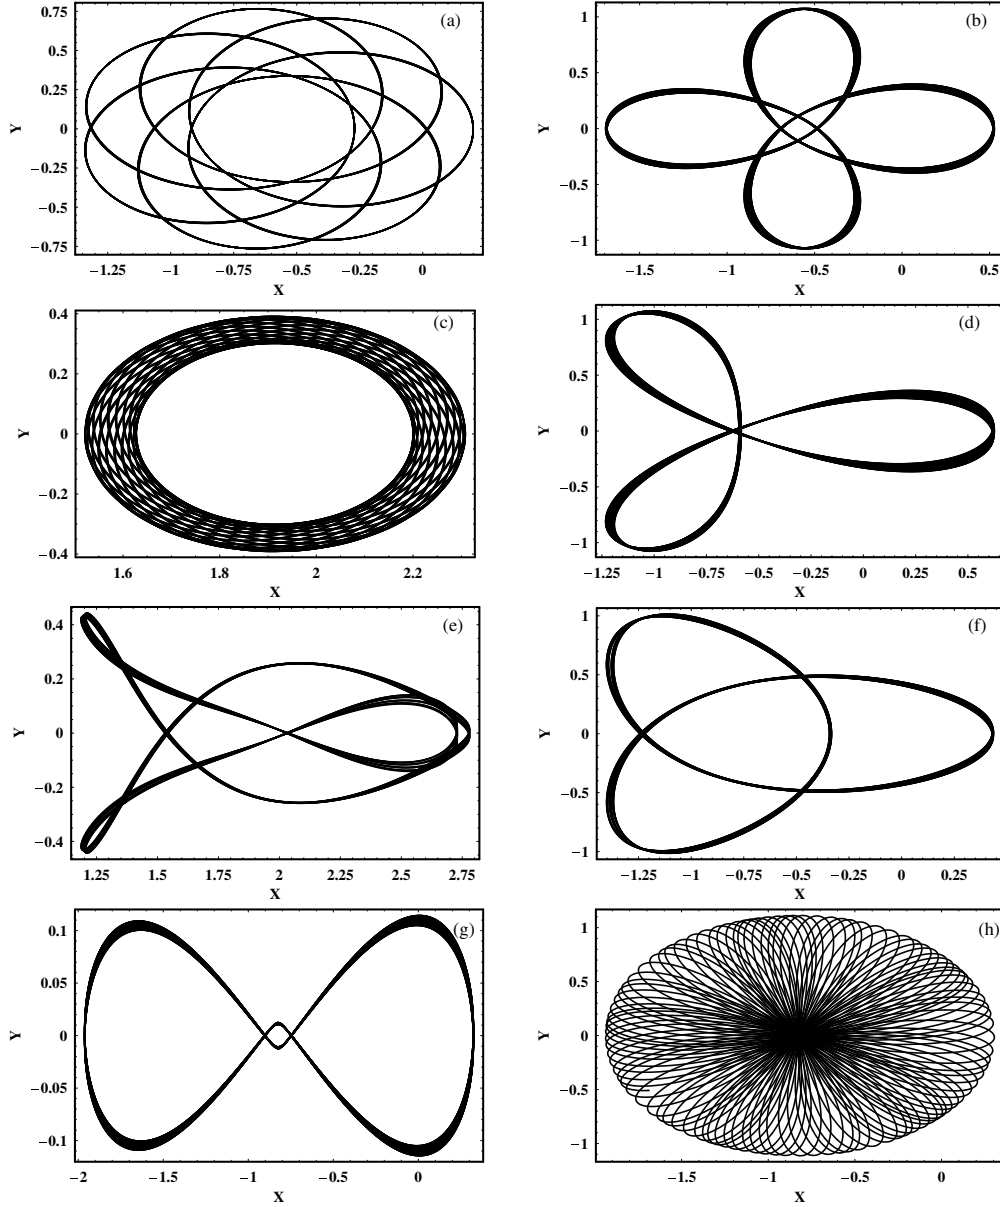 (a)
Y
0.75
0.5
0.25
0
−0.25
−0.5
−0.75
−1.25 −1 −0.75 −0.5 −0.25 0
X
(b)
Y
1
0.5
0
−0.5
−1
−1.5 −1 −0.5 0 0.5
X
(c)
Y
0.4
0.2
0
−0.2
−0.4
1.6 1.8 2 2.2
X
(d)
Y
1
0.5
0
−0.5
−1
−1.25 −1 −0.75 −0.5 −0.25 0 0.25 0.5
X
(e)
Y
0.4
0.2
0
−0.2
−0.4
1.25 1.5 1.75 2 2.25 2.5 2.75
X
(f)
Y
1
0.5
0
−0.5
−1
−1.25 −1 −0.75 −0.5 −0.25 0 0.25
X
(g)
Y
0.1
0.05
0
−0.05
−0.1
−2 −1.5 −1 −0.5 0
X
(h)
Y
1
0.5
0
−0.5
−1
−1.5 −1 −0.5 0
X